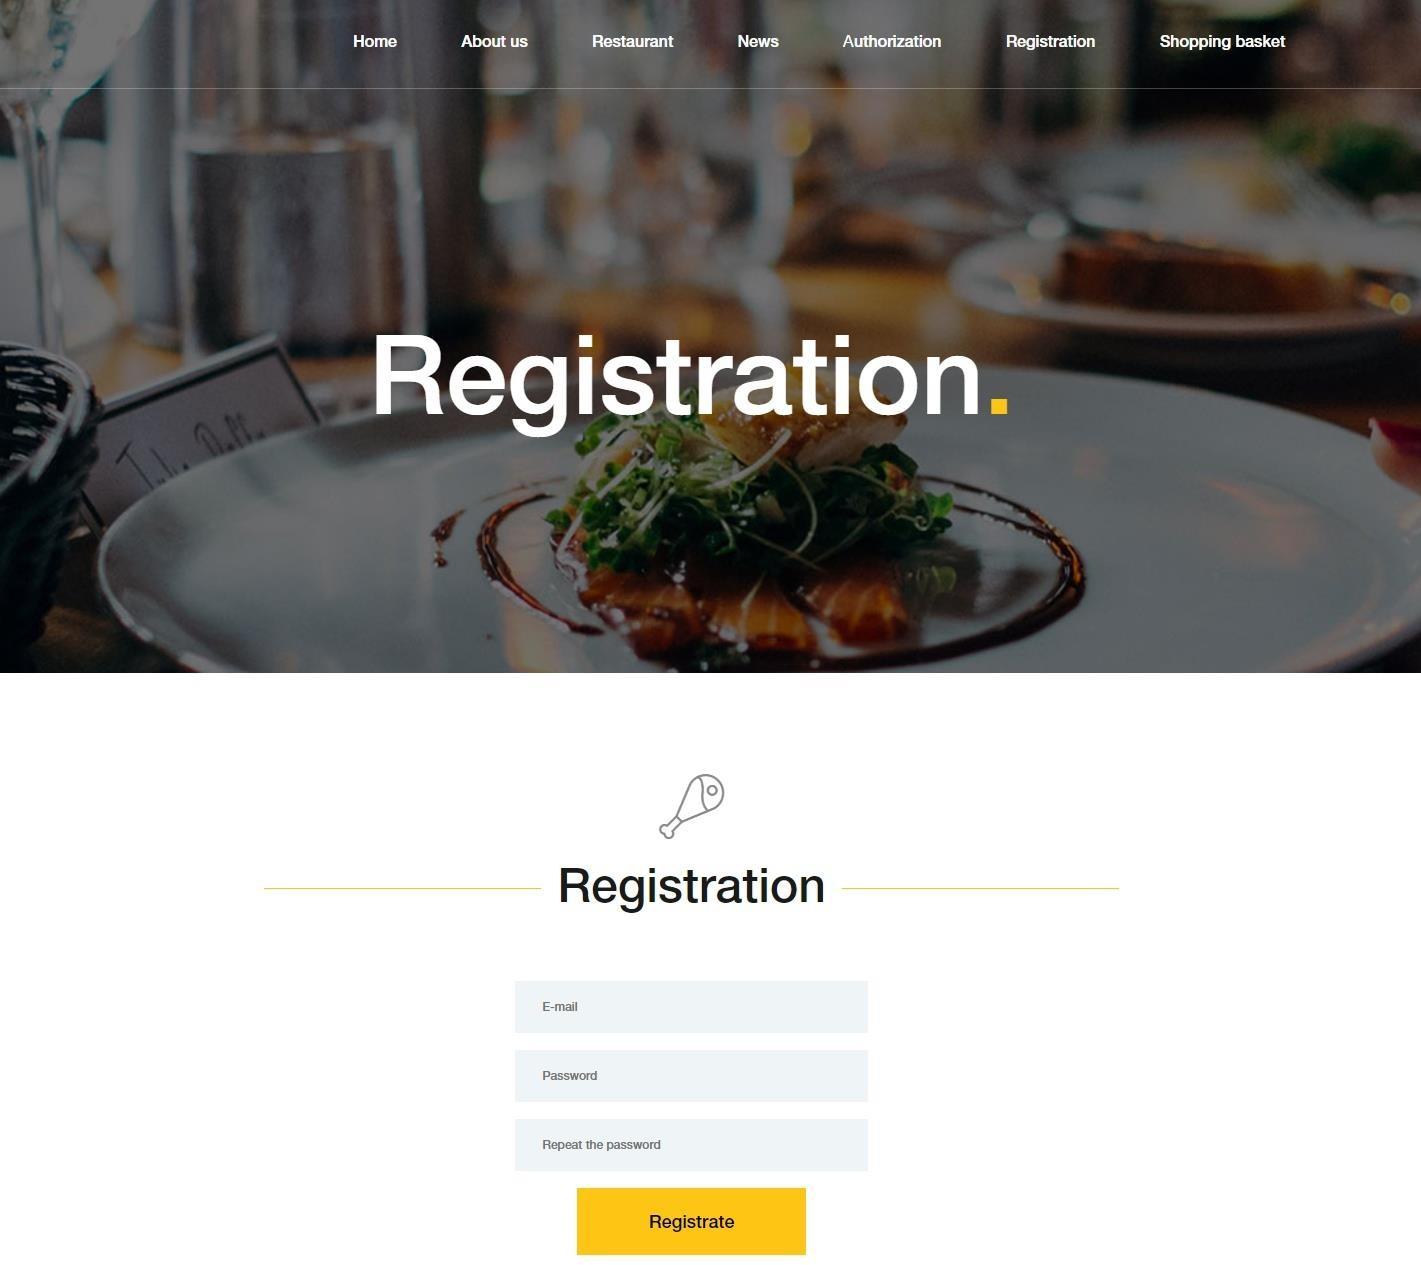 Home About us Restaurant News Authorization Registration Shopping basket
Registration.
Registration
E-mail
Password
Repeat the password
Registrate